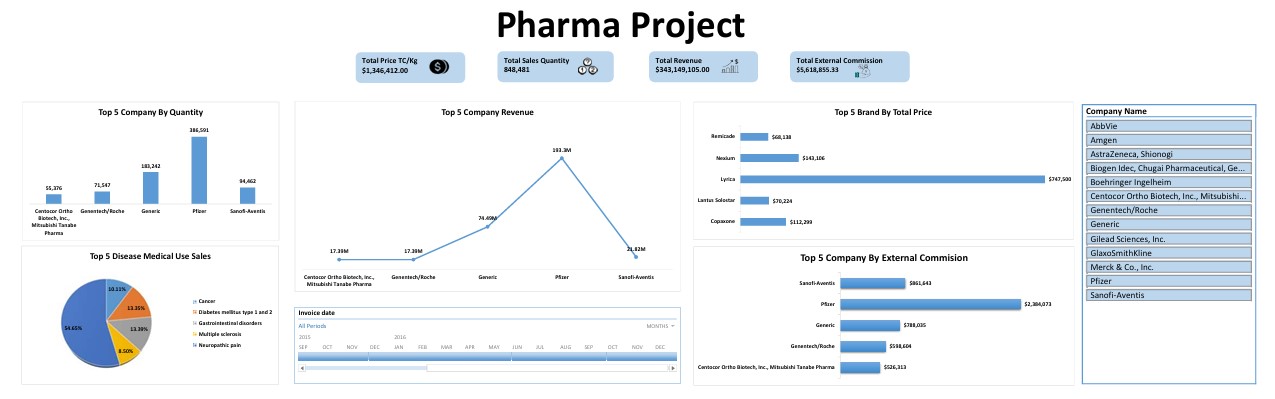 Pharma Project
Total Price TC/Kg
$1,346,412.00
Total Sales Quantity
848,481
Total Revenue
$343,149,105.00
Total External Commission
$5,618,855.33
Top 5 Company By Quantity
55,376
71,547
183,242
386,591
94,462
Centocor Ortho
Biotech, Inc.,
Mitsubishi Tanabe
Pharma
Genentech/Roche
Generic
Pfizer
Sanofi-Aventis
Top 5 Disease Medical Use Sales
10.11%
13.35%
13.39%
8.50%
54.65%
Cancer
Diabetes mellitus type 1 and 2
Gastrointestinal disorders
Multiple sclerosis
Neuropathic pain
Top 5 Company Revenue
17.39M
17.39M
74.49M
193.3M
21.82M
Centocor Ortho Biotech, Inc.,
Mitsubishi Tanabe Pharma
Genentech/Roche
Generic
Pfizer
Sanofi-Aventis
Invoice date
All Periods
MONTHS
2015
2016
SEP OCT NOV DEC JAN FEB MAR APR MAY JUN JUL AUG SEP OCT NOV DEC
Top 5 Brand By Total Price
Remicade $68,138
Nexium $143,106
Lyrica $747,500
Lantus Solostar $70,224
Copaxone $112,299
Top 5 Company By External Commision
Sanofi-Aventis $861,643
Pfizer $2,384,073
Generic $788,035
Genentech/Roche $598,604
Centocor Ortho Biotech, Inc., Mitsubishi Tanabe Pharma $526,313
Company Name
AbbVie
Amgen
AstraZeneca, Shionogi
Biogen Idec, Chugai Pharmaceutical, Ge...
Boehringer Ingelheim
Centocor Ortho Biotech, Inc., Mitsubishi...
Genentech/Roche
Generic
Gilead Sciences, Inc.
GlaxoSmithKline
Merck & Co., Inc.
Pfizer
Sanofi-Aventis